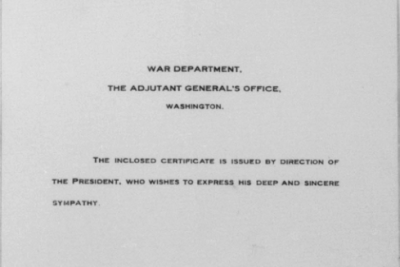 WAR DEPARTMENT,
THE ADJUTANT GENERAL'S OFFICE,
WASHINGTON.
THE INCLOSED CERTIFICATE IS ISSUED BY DIRECTION OF
THE PRESIDENT, WHO WISHES TO EXPRESS HIS DEEP AND SINCERE
SYMPATHY.